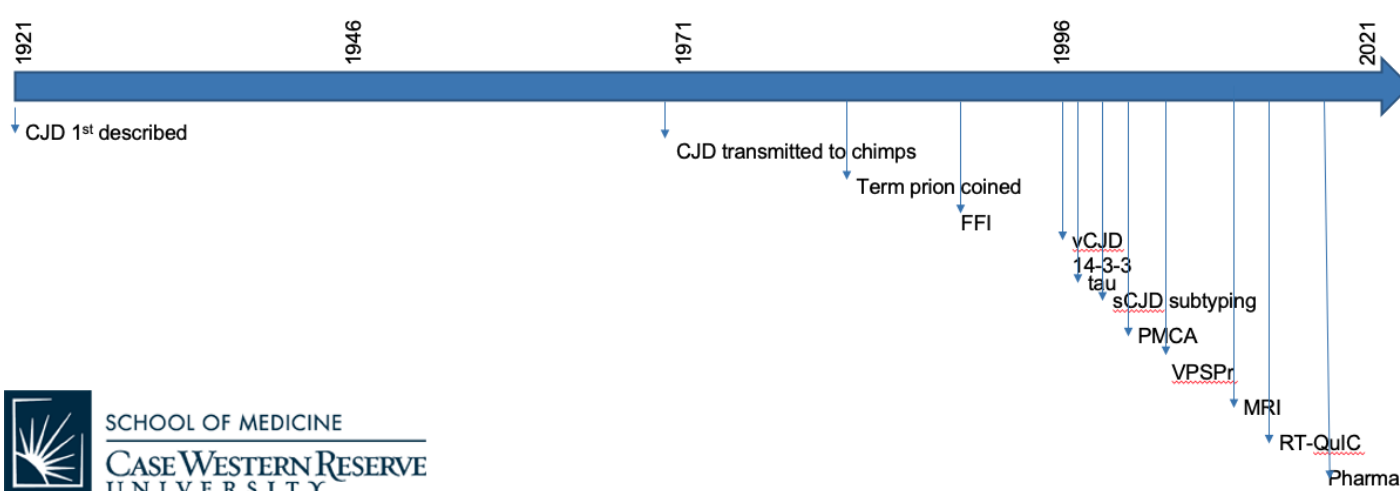 1921
1946
1971
1996
2021
CJD 1st described
CJD transmitted to chimps
Term prion coined
FFI
vCJD
14-3-3
tau
sCJD subtyping
PMCA
VPSPr
MRI
RT-QuIC
Pharma
SCHOOL OF MEDICINE
CASE WESTERN RESERVE
UNIVERSITY